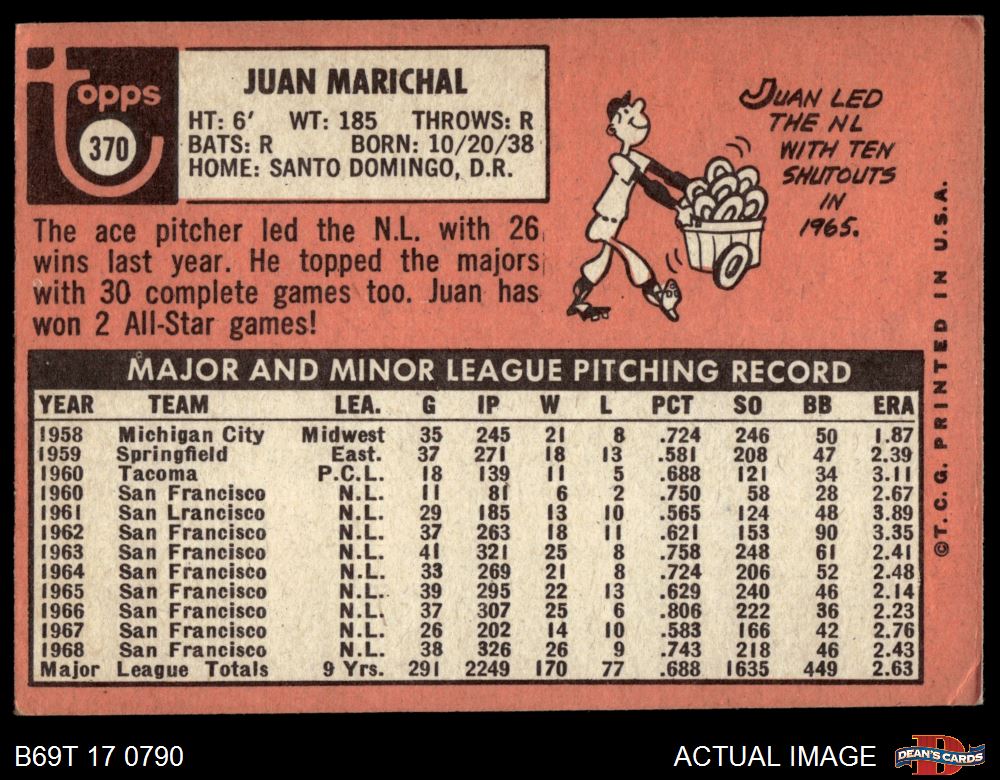 topps
370
JUAN MARICHAL
HT: 6' WT: 185 THROWS: R
BATS: R BORN: 10/20/38
HOME: SANTO DOMINGO, D.R.
The ace pitcher led the N.L. with 26
wins last year. He topped the majors
with 30 complete games too. Juan has
won 2 All-Star games!
JUAN LED
THE NL
WITH TEN
SHUTOUTS
IN
1965.
MAJOR AND MINOR LEAGUE PITCHING RECORD
YEAR TEAM LEA. G IP W L PCT SO BB ERA
1958 Michigan City Midwest 35 245 21 8 .724 246 50 1.87
1959 Springfield East. 37 271 18 13 .581 208 47 2.39
1960 Tacoma P.C.L. 18 139 11 5 .688 121 34 3.11
1960 San Francisco N.L. 11 81 6 2 .750 58 28 2.67
1961 San Lrancisco N.L. 29 185 13 10 .565 124 48 3.89
1962 San Francisco N.L. 37 263 18 11 .621 153 90 3.35
1963 San Francisco N.L. 41 321 25 8 .758 248 61 2.41
1964 San Francisco N.L. 33 269 21 8 .724 206 52 2.48
1965 San Francisco N.L. 39 295 22 13 .629 240 46 2.14
1966 San Francisco N.L. 37 307 25 6 .806 222 36 2.23
1967 San Francisco N.L. 26 202 14 10 .583 166 42 2.76
1968 San Francisco N.L. 38 326 26 9 .743 218 46 2.43
Major League Totals 9 Yrs. 291 2249 170 77 .688 1635 449 2.63
©T.C.G. PRINTED IN U.S.A.
B69T 17 0790
ACTUAL IMAGE
DEAN'S CARDS